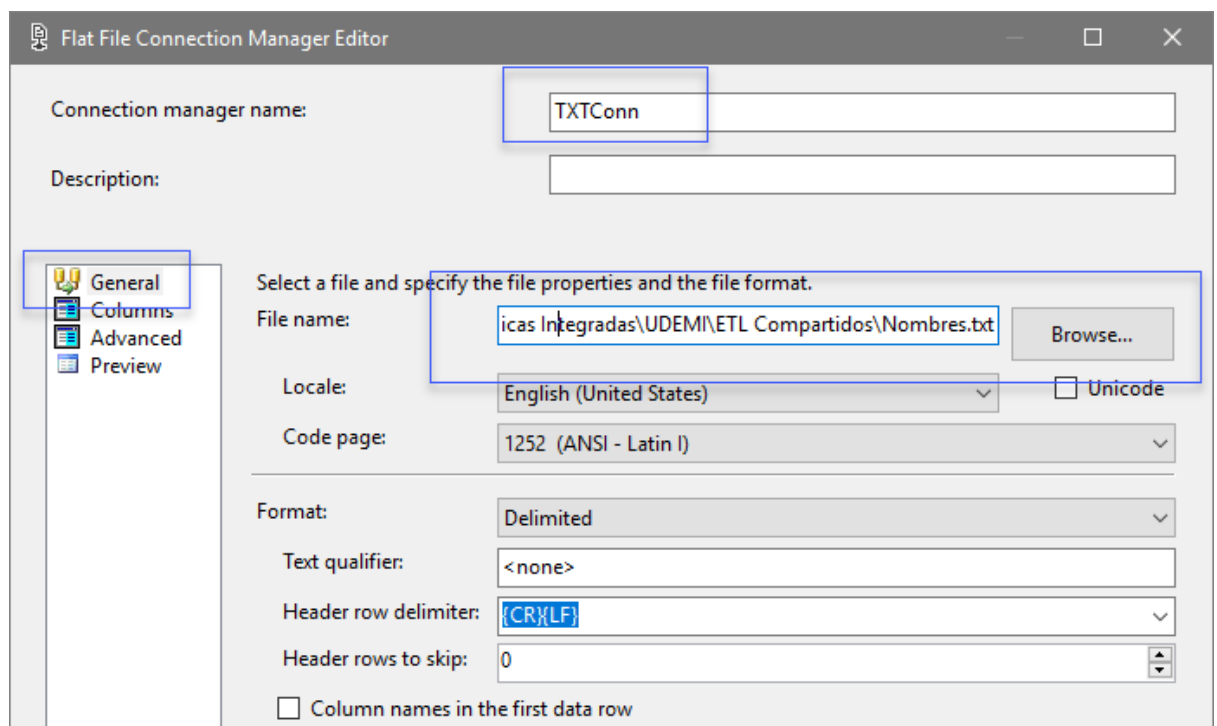 Flat File Connection Manager Editor
Connection manager name: TXTConn
Description:
General
Columns
Advanced
Preview
Select a file and specify the file properties and the file format.
File name: icas Integradas\UDEMI\ETL Compartidos\Nombres.txt Browse...
Locale: English (United States) Unicode
Code page: 1252 (ANSI - Latin I)
Format: Delimited
Text qualifier: <none>
Header row delimiter: {CR}{LF}
Header rows to skip: 0
Column names in the first data row